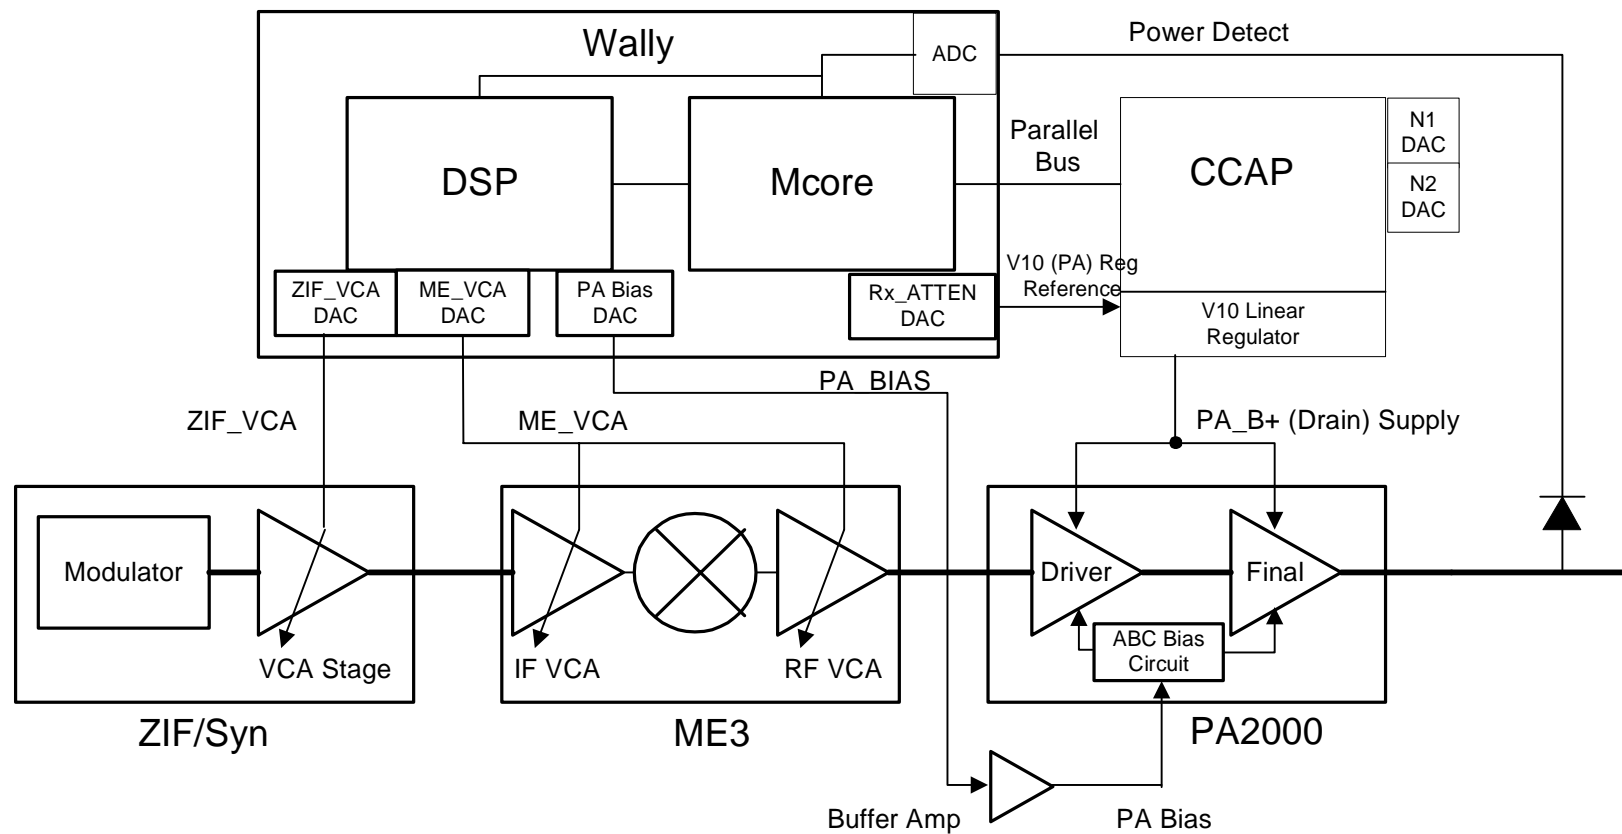 Wally
ADC
Power Detect
DSP
Mcore
Parallel
Bus
CCAP
N1
DAC
N2
DAC
ZIF_VCA
DAC
ME_VCA
DAC
PA Bias
DAC
Rx_ATTEN
DAC
V10 (PA) Reg
Reference
V10 Linear
Regulator
PA_BIAS
ZIF_VCA
ME_VCA
PA_B+ (Drain) Supply
Modulator
VCA Stage
IF VCA
RF VCA
Driver
Final
ABC Bias
Circuit
ZIF/Syn
ME3
PA2000
Buffer Amp
PA Bias